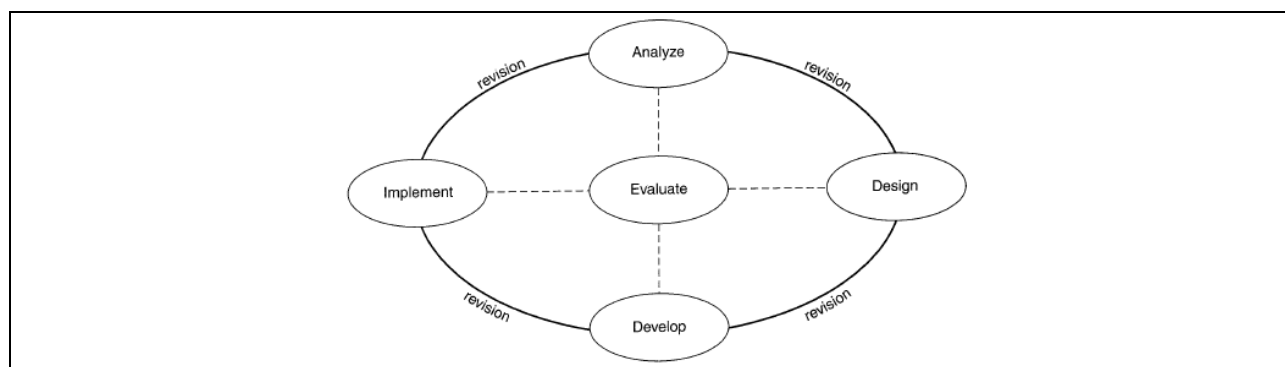 Analyze
revision
revision
Implement
Evaluate
Design
revision
revision
Develop